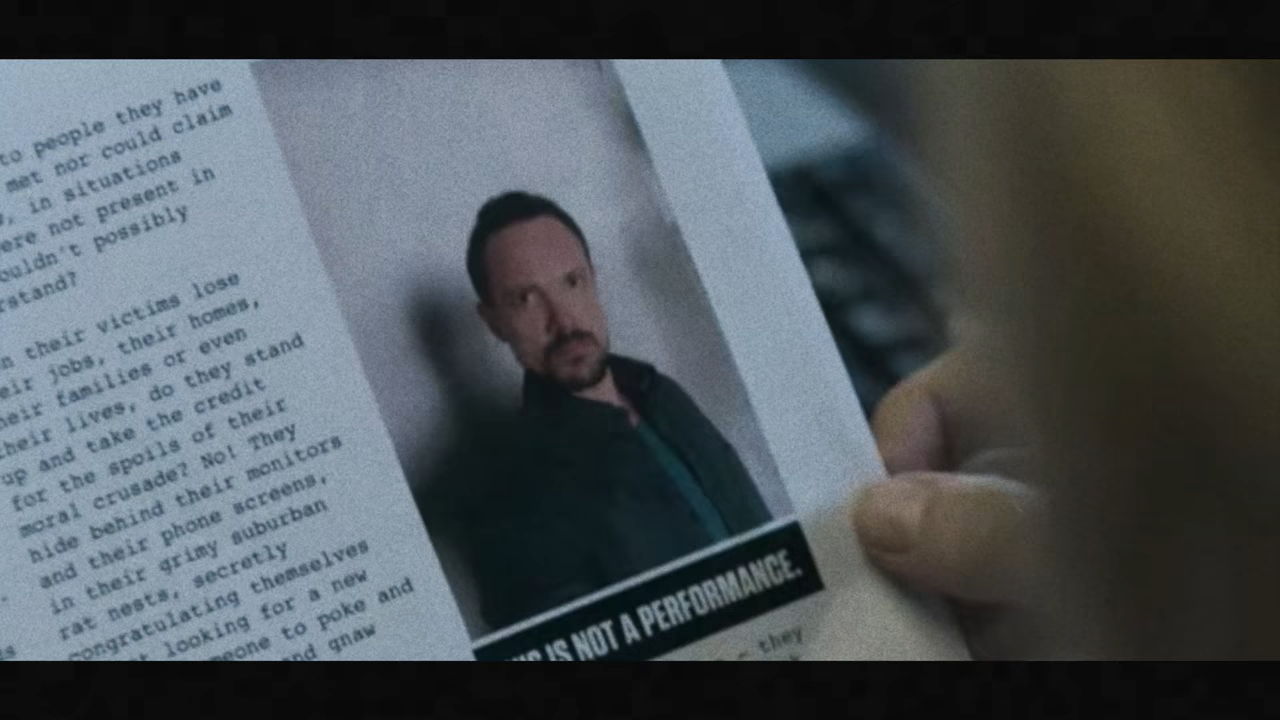 to people they have
met nor could claim
, in situations
ere not present in
ouldn't possibly
rstand?
n their victims lose
eir jobs, their homes,
heir families or even
their lives, do they stand
up and take the credit
for the spoils of their
moral crusade? No! They
hide behind their monitors
and their phone screens,
in their grimy suburban
rat nests, secretly
congratulating themselves
looking for a new
meone to poke and
nd gnaw
IS NOT A PERFORMANCE.
– they